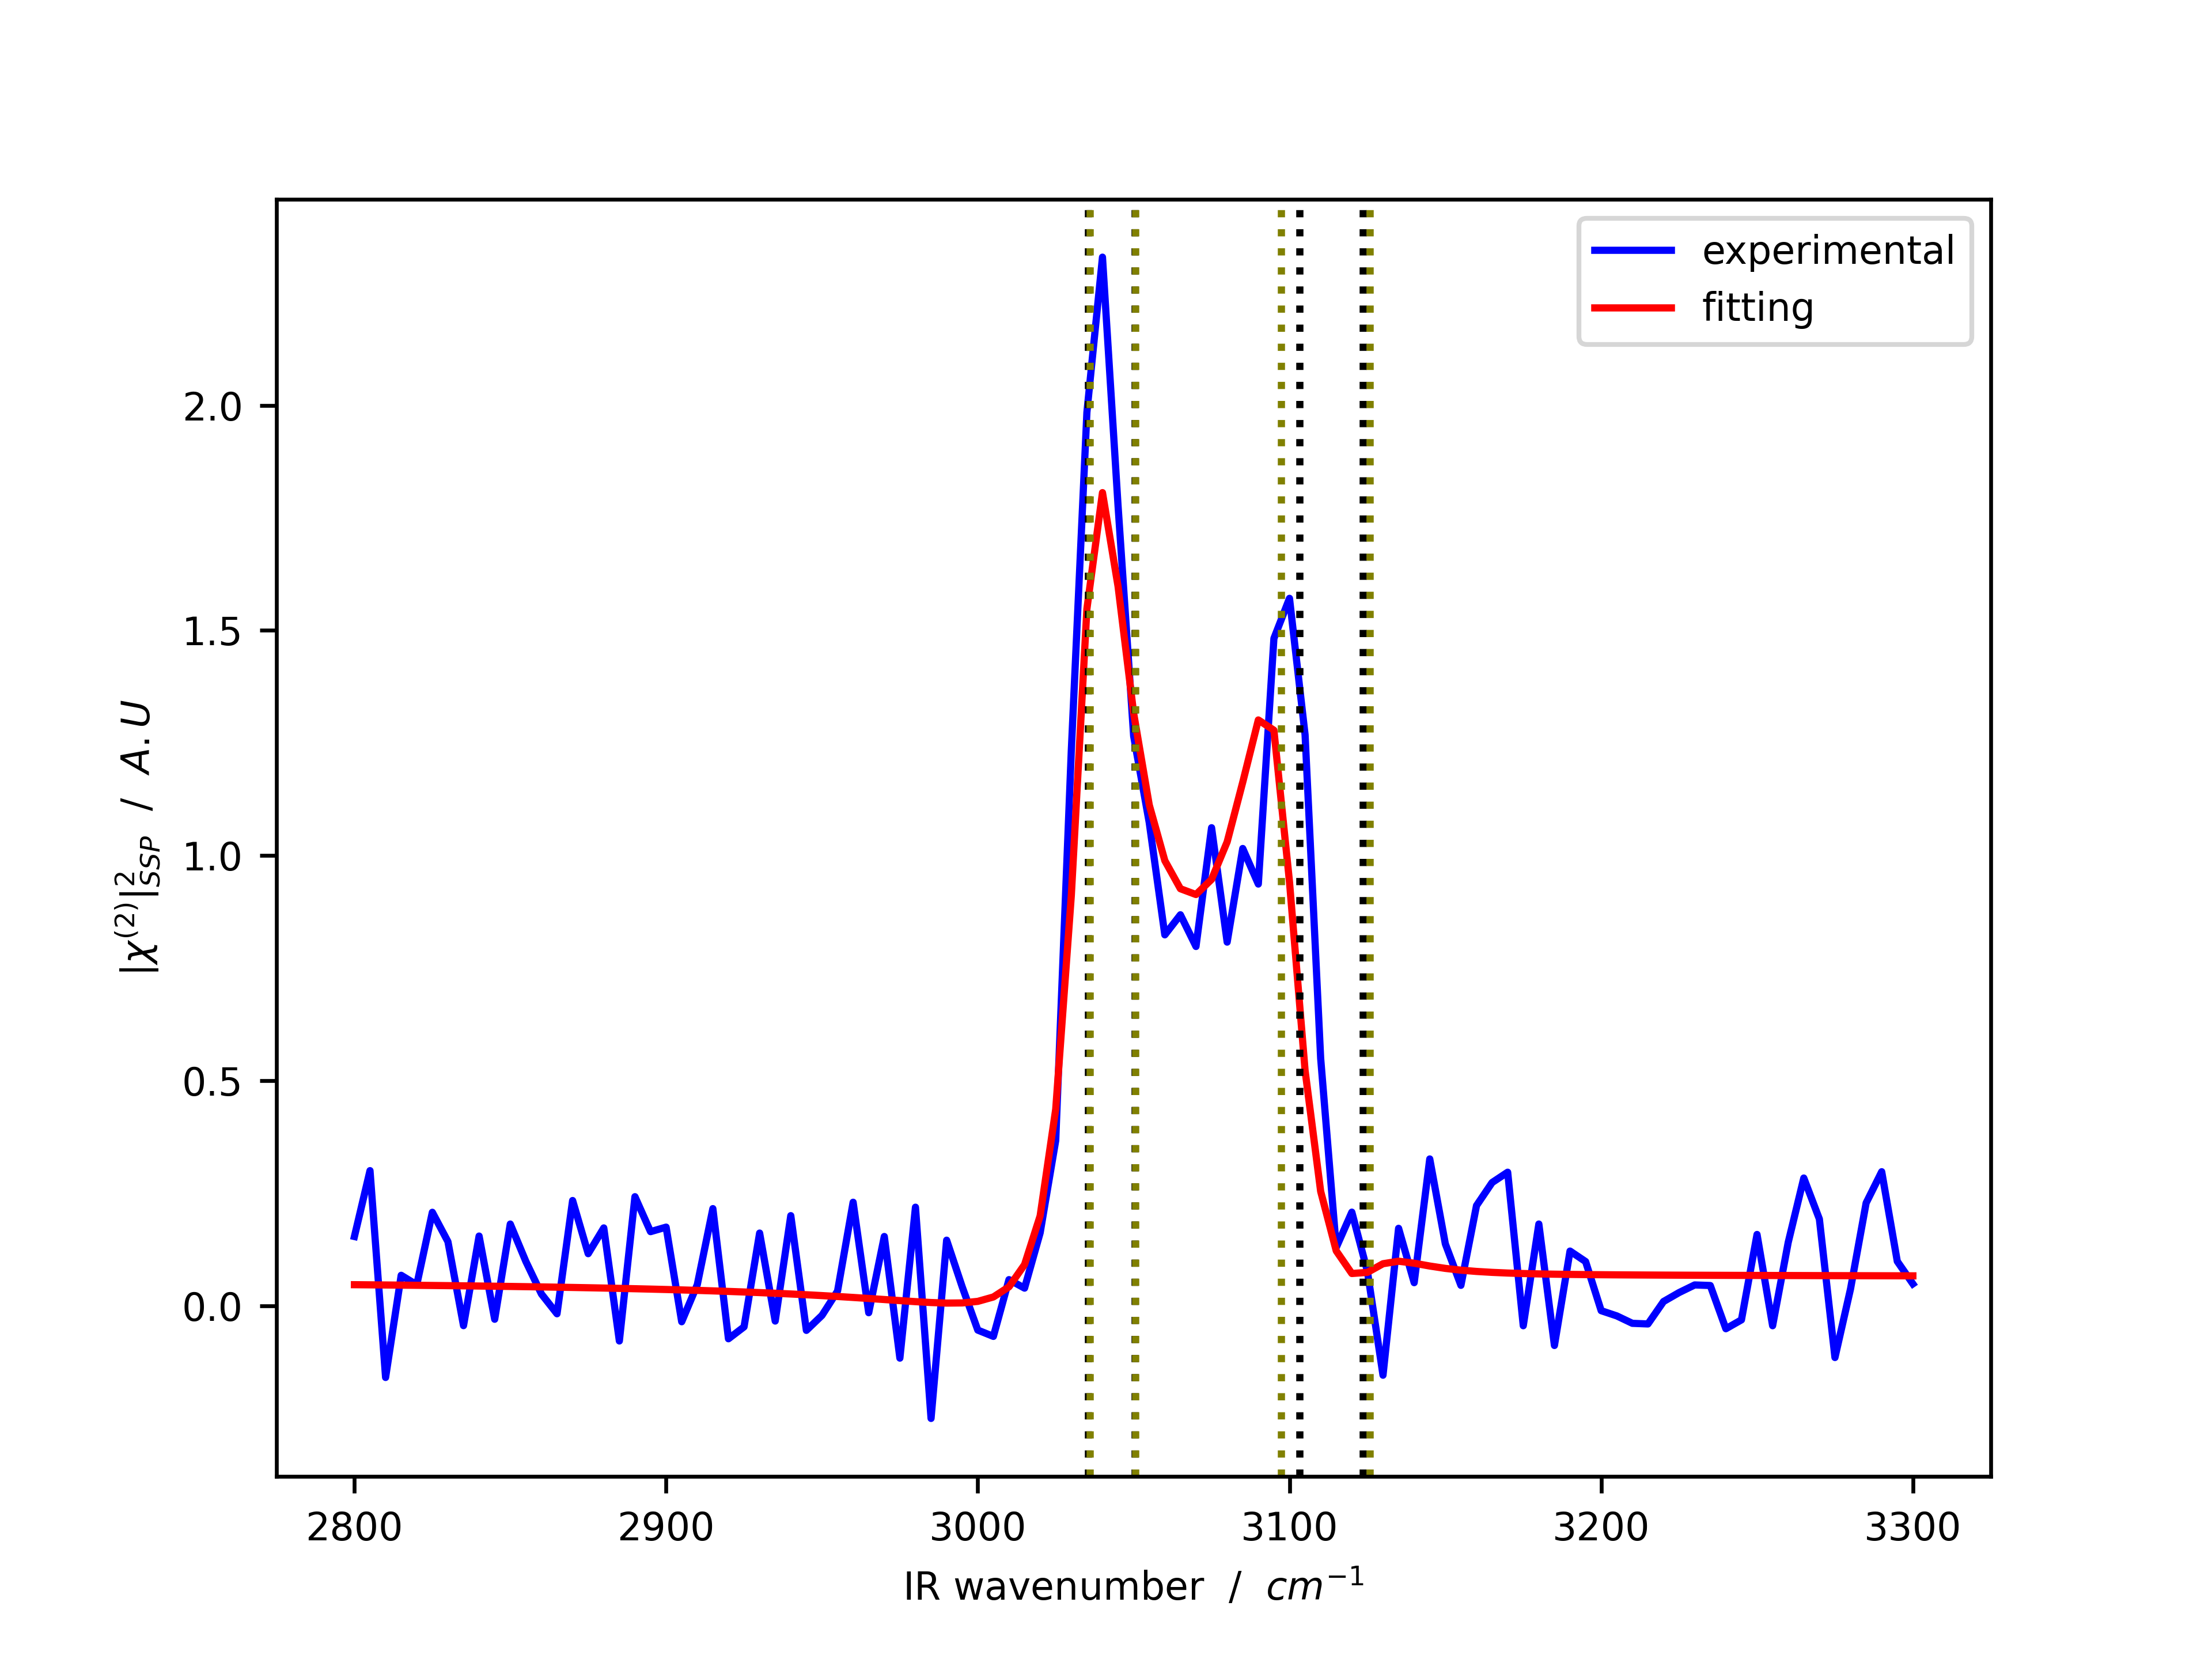 experimental
fitting
2.0
1.5
1.0
0.5
0.0
|χ^(2)|²_SSP / A.U
2800 2900 3000 3100 3200 3300
IR wavenumber / cm⁻¹